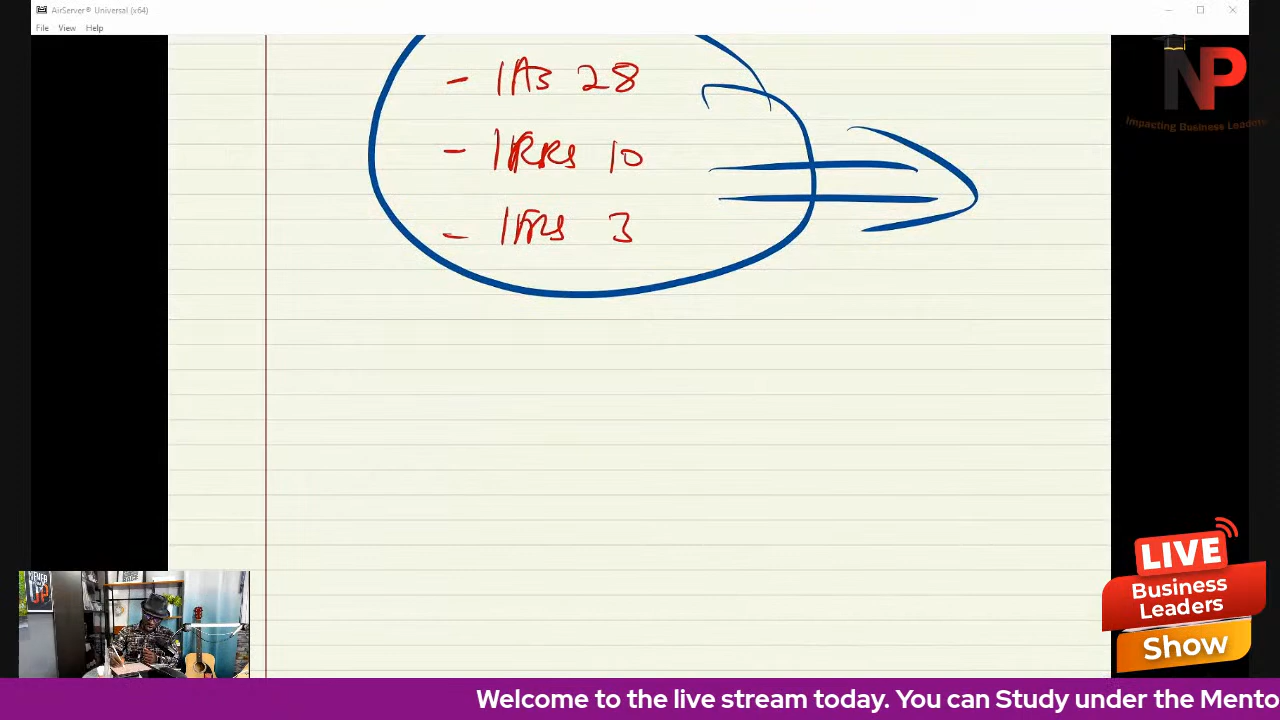 AirServer® Universal (x64)
File View Help
- IAS 28
- IFRS 10
- IFRS 3
NP
Impacting Business Leaders
LIVE
Business
Leaders
Show
Welcome to the live stream today. You can Study under the Mento